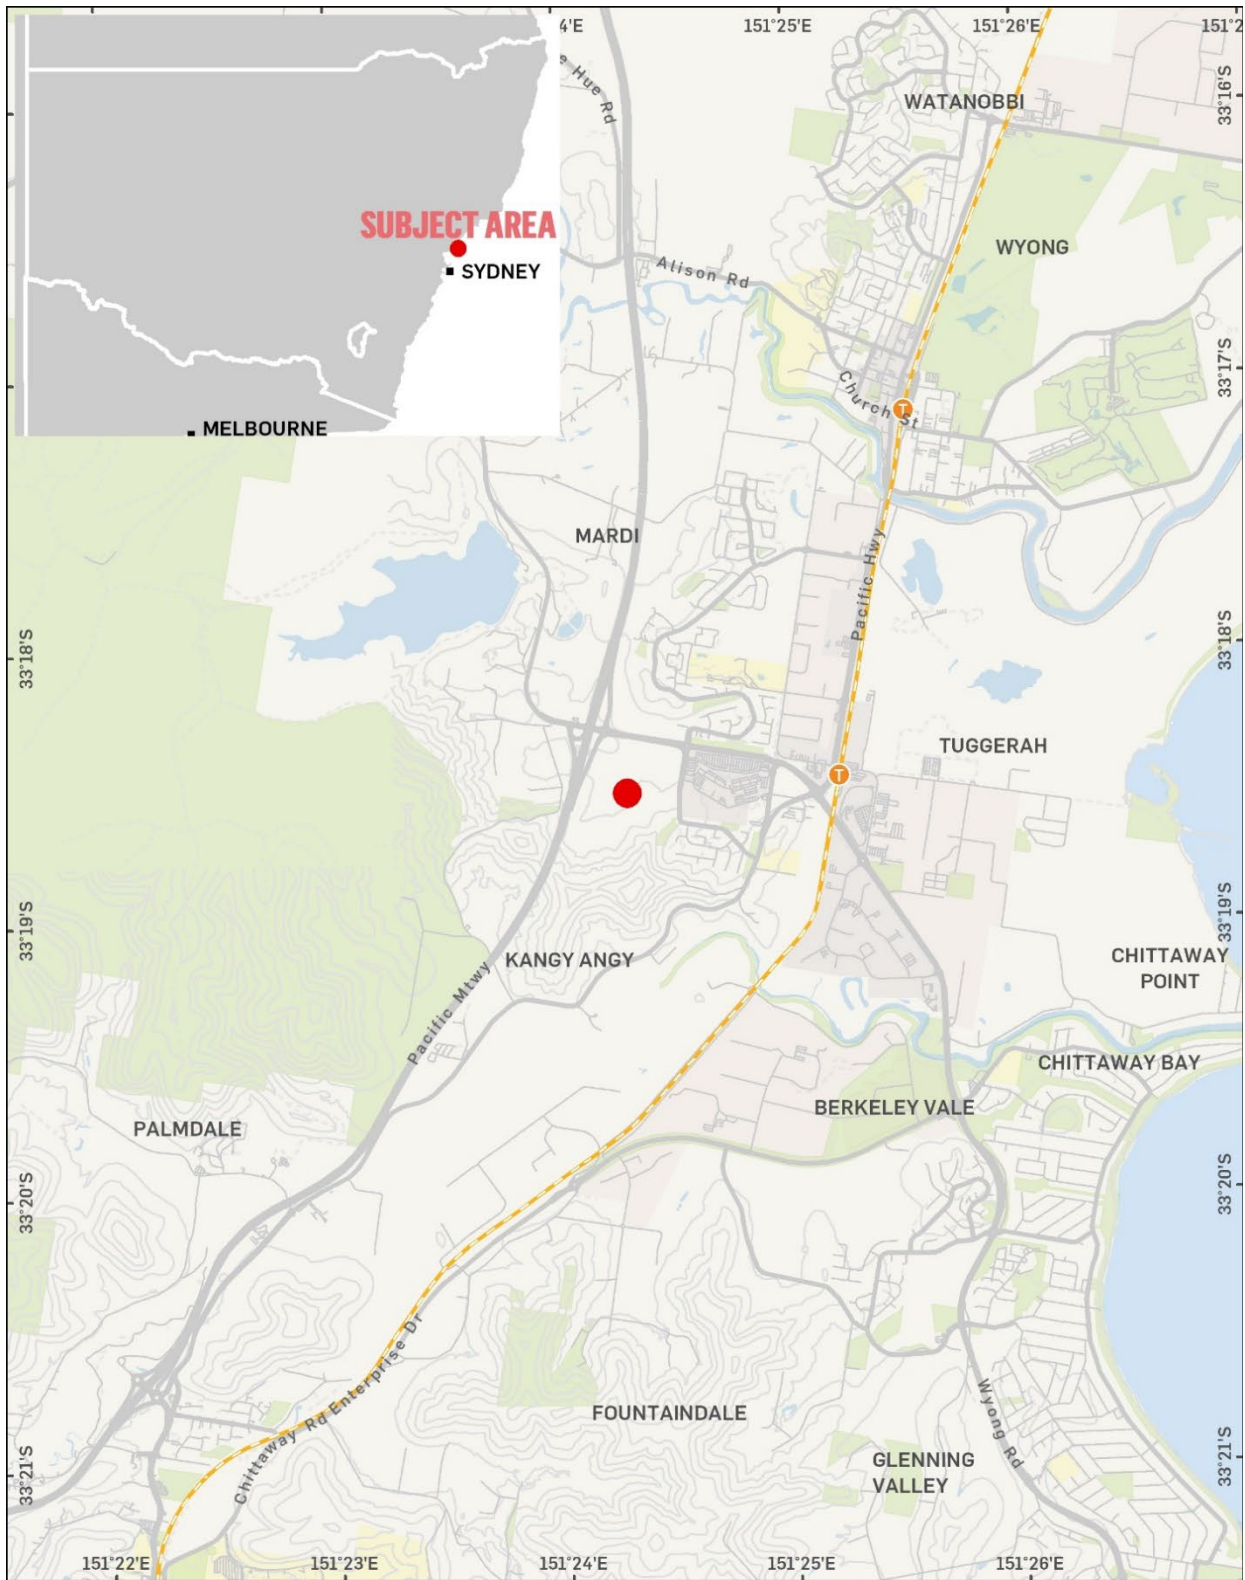 4'E
151°25'E
151°26'E
151°2
e Hue Rd
WATANOBBI
33°16'S
SUBJECT AREA
SYDNEY
MELBOURNE
WYONG
Alison Rd
33°17'S
Church St
T
MARDI
Pacific Hwy
33°18'S
33°18'S
TUGGERAH
T
33°19'S
33°19'S
KANGY ANGY
CHITTAWAY
POINT
Pacific Mtwy
CHITTAWAY BAY
BERKELEY VALE
PALMDALE
33°20'S
33°20'S
Enterprise Dr
Chittaway Rd
FOUNTAINDALE
Wyong Rd
GLENNING
VALLEY
33°21'S
33°21'S
151°22'E
151°23'E
151°24'E
151°25'E
151°26'E